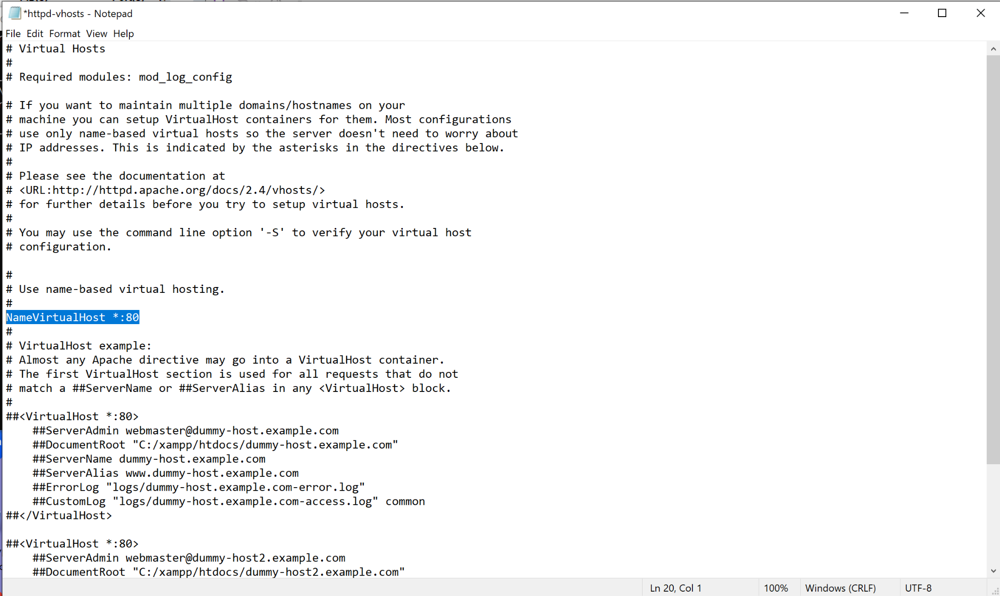 *httpd-vhosts - Notepad
File Edit Format View Help
# Virtual Hosts
#
# Required modules: mod_log_config
# If you want to maintain multiple domains/hostnames on your
# machine you can setup VirtualHost containers for them. Most configurations
# use only name-based virtual hosts so the server doesn't need to worry about
# IP addresses. This is indicated by the asterisks in the directives below.
#
# Please see the documentation at
# <URL:http://httpd.apache.org/docs/2.4/vhosts/>
# for further details before you try to setup virtual hosts.
#
# You may use the command line option '-S' to verify your virtual host
# configuration.
#
# Use name-based virtual hosting.
#
NameVirtualHost *:80
#
# VirtualHost example:
# Almost any Apache directive may go into a VirtualHost container.
# The first VirtualHost section is used for all requests that do not
# match a ##ServerName or ##ServerAlias in any <VirtualHost> block.
#
##<VirtualHost *:80>
    ##ServerAdmin webmaster@dummy-host.example.com
    ##DocumentRoot "C:/xampp/htdocs/dummy-host.example.com"
    ##ServerName dummy-host.example.com
    ##ServerAlias www.dummy-host.example.com
    ##ErrorLog "logs/dummy-host.example.com-error.log"
    ##CustomLog "logs/dummy-host.example.com-access.log" common
##</VirtualHost>
##<VirtualHost *:80>
    ##ServerAdmin webmaster@dummy-host2.example.com
    ##DocumentRoot "C:/xampp/htdocs/dummy-host2.example.com"
Ln 20, Col 1 100% Windows (CRLF) UTF-8